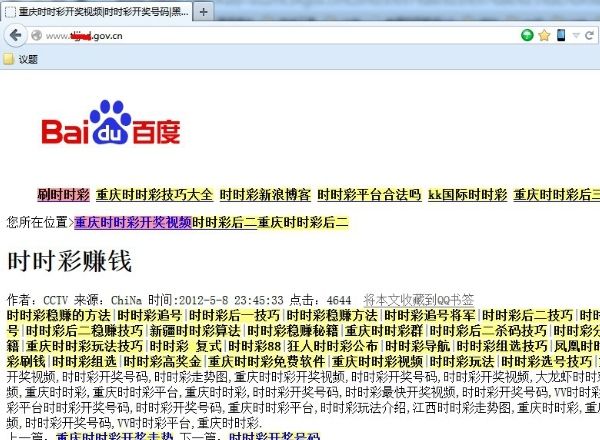 重庆时时彩开奖视频|时时彩开奖号码|黑...
www. .gov.cn
议题
Bai du 百度
刷时时彩 重庆时时彩技巧大全 时时彩新浪博客 时时彩平台合法吗 kk国际时时彩 重庆时时彩后三
您所在位置>重庆时时彩开奖视频时时彩后二重庆时时彩后二
时时彩赚钱
作者: CCTV 来源: ChiNa 时间:2012-5-8 23:45:33 点击: 4644 将本文收藏到QQ书签
时时彩稳赚的方法|时时彩追号|时时彩后一技巧|时时彩稳赚方法|时时彩追号将军|时时彩后二技巧|时时
号|时时彩后二稳赚技巧|新疆时时彩算法|时时彩稳赚秘籍|重庆时时彩群|时时彩后二杀码技巧|时时彩分
籍|重庆时时彩玩法技巧|时时彩 复式|时时彩88|狂人时时彩公布|时时彩导航|时时彩组选技巧|凤凰时时
彩刷钱|时时彩组选|时时彩高奖金|重庆时时彩免费软件|重庆时时彩视频|时时彩玩法|时时彩选号技巧|
开奖视频,时时彩开奖号码,时时彩走势图,重庆时时彩开奖视频,时时彩开奖号码,时时彩开奖视频,大龙虾时时
频,重庆时时彩,重庆时时彩平台,重庆时时彩,时时彩开奖号码,时时彩最快开奖视频,时时彩开奖号码,VV时时彩
彩平台时时彩开奖号码,时时彩开奖号码,重庆时时彩平台,时时彩玩法介绍,江西时时彩走势图,重庆时时彩,重
频,时时彩开奖号码,VV时时彩平台,重庆时时彩.
上一篇:重庆时时彩开奖走势 下一篇:时时彩开奖号码